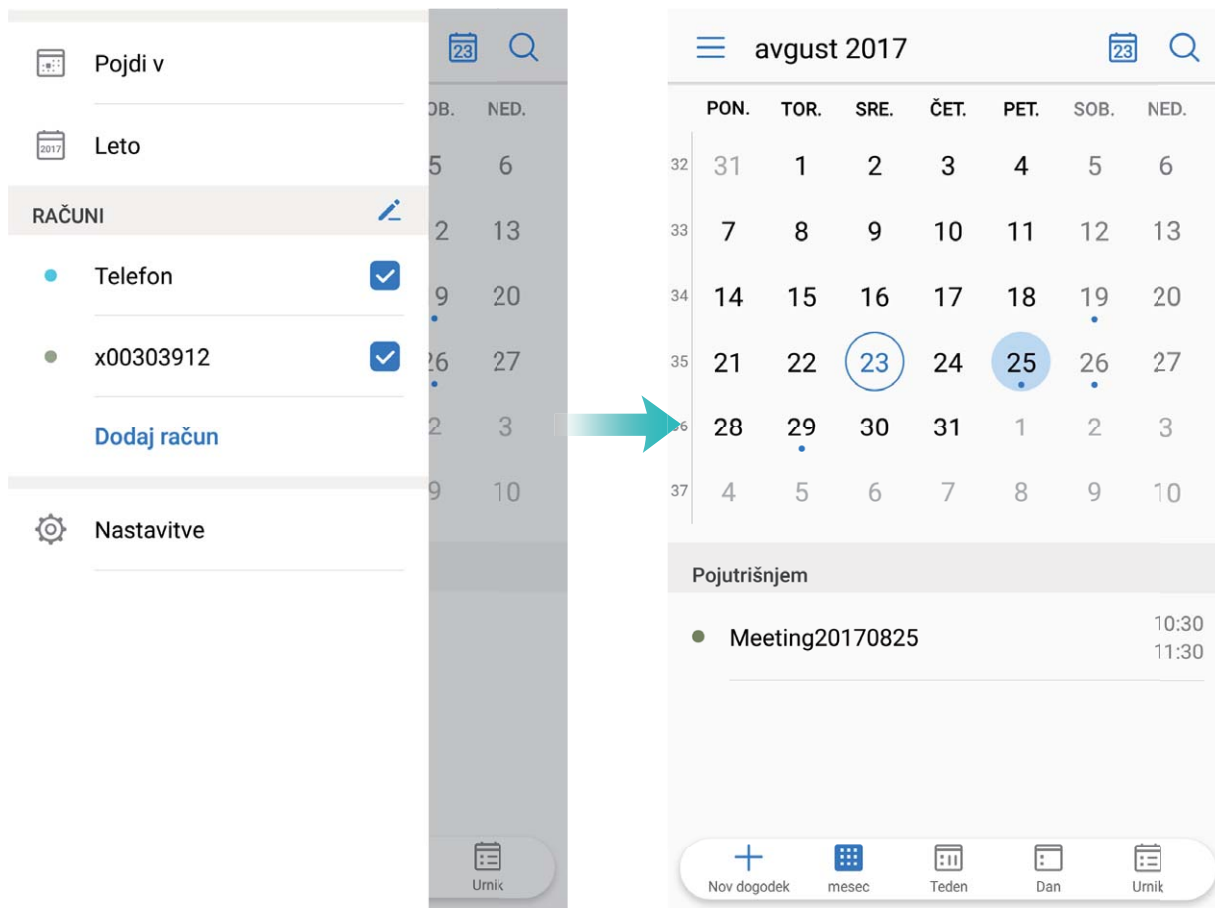 Pojdi v
2017
Leto
RAČUNI
Telefon
x00303912
Dodaj račun
Nastavitve
23
OB. NED.
5 6
2 13
9 20
26 27
2 3
9 10
Urnik
avgust 2017 23
PON. TOR. SRE. ČET. PET. SOB. NED.
32 31 1 2 3 4 5 6
33 7 8 9 10 11 12 13
34 14 15 16 17 18 19 20
35 21 22 23 24 25 26 27
36 28 29 30 31 1 2 3
37 4 5 6 7 8 9 10
Pojutrišnjem
Meeting20170825
10:30
11:30
Nov dogodek mesec Teden Dan Urnik